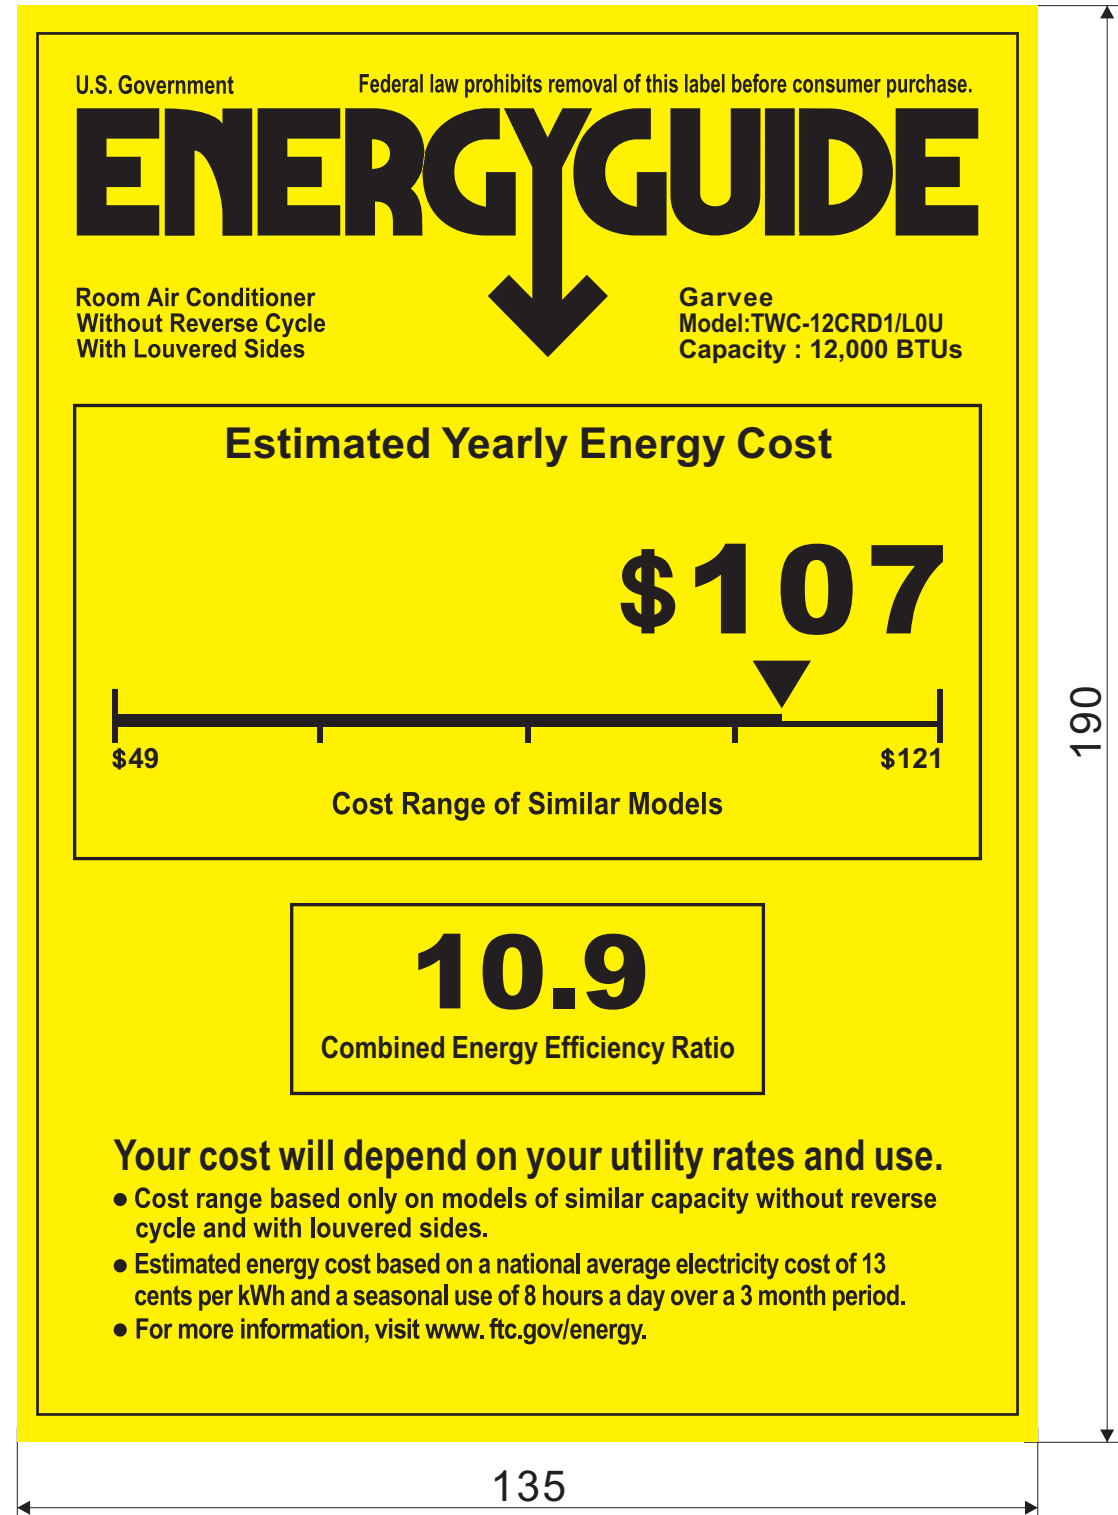 U.S. Government Federal law prohibits removal of this label before consumer purchase.
ENERGYGUIDE
Room Air Conditioner
Without Reverse Cycle
With Louvered Sides
Garvee
Model:TWC-12CRD1/L0U
Capacity : 12,000 BTUs
Estimated Yearly Energy Cost
$107
$49 $121
Cost Range of Similar Models
10.9
Combined Energy Efficiency Ratio
Your cost will depend on your utility rates and use.
● Cost range based only on models of similar capacity without reverse
cycle and with louvered sides.
● Estimated energy cost based on a national average electricity cost of 13
cents per kWh and a seasonal use of 8 hours a day over a 3 month period.
● For more information, visit www. ftc.gov/energy.
190
135